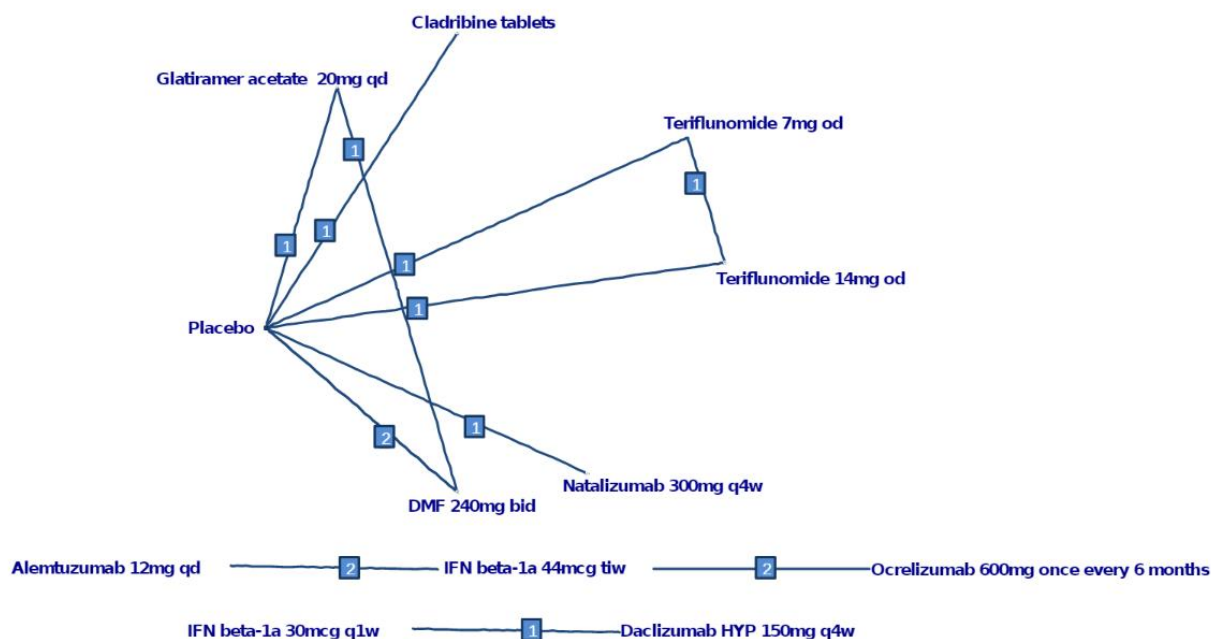 Cladribine tablets
Glatiramer acetate 20mg qd
1
Teriflunomide 7mg od
1
1
1
1
Teriflunomide 14mg od
1
Placebo
1
2
Natalizumab 300mg q4w
DMF 240mg bid
Alemtuzumab 12mg qd 2 IFN beta-1a 44mcg tiw 2 Ocrelizumab 600mg once every 6 months
IFN beta-1a 30mcg q1w 1 Daclizumab HYP 150mg q4w